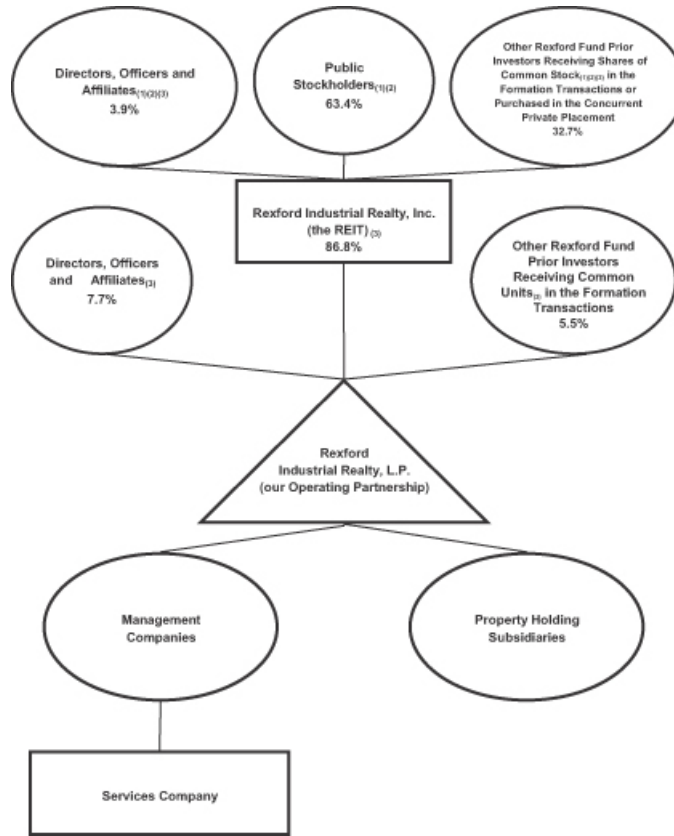 Directors, Officers and
Affiliates(1)(2)(3)
3.9%
Public
Stockholders(1)(2)
63.4%
Other Rexford Fund Prior
Investors Receiving Shares of
Common Stock(1)(2)(3) in the
Formation Transactions or
Purchased in the Concurrent
Private Placement
32.7%
Rexford Industrial Realty, Inc.
(the REIT) (3)
86.8%
Directors, Officers
and Affiliates(3)
7.7%
Other Rexford Fund
Prior Investors
Receiving Common
Units(3) in the Formation
Transactions
5.5%
Rexford
Industrial Realty, L.P.
(our Operating Partnership)
Management
Companies
Property Holding
Subsidiaries
Services Company